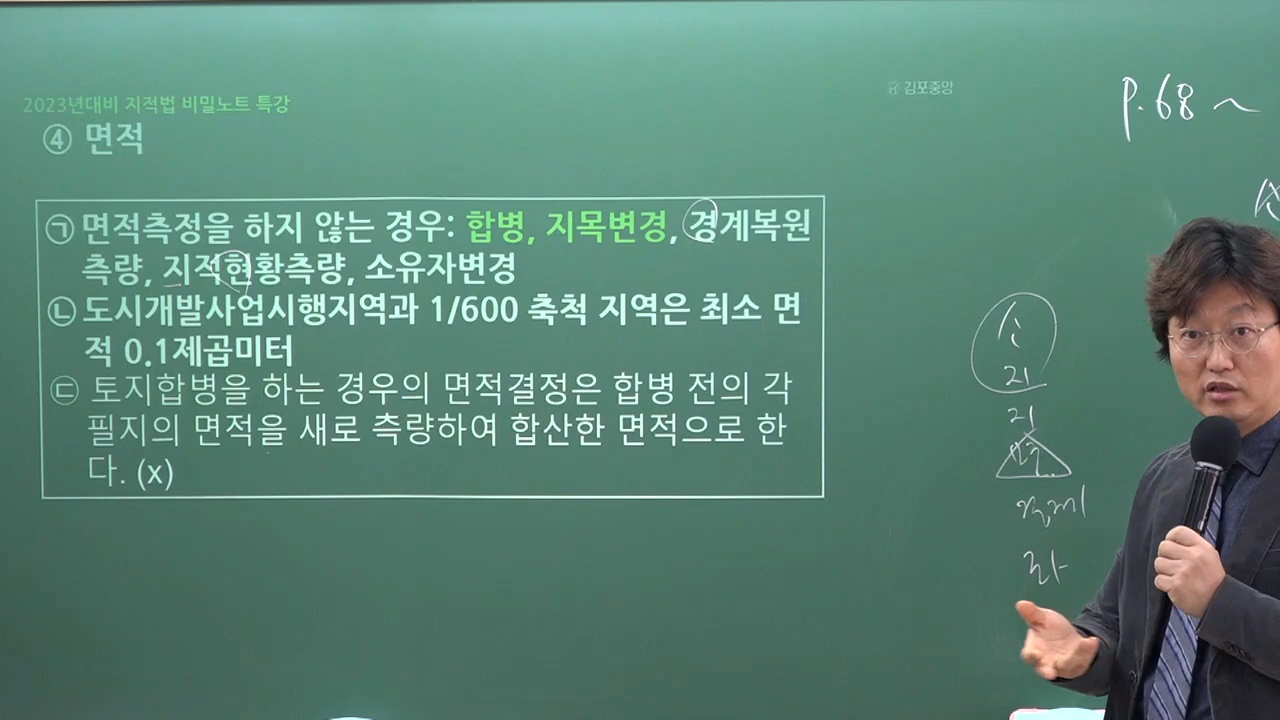 2023년대비 지적법 비밀노트 특강
김포중앙
p.68 ~
④ 면적
㉠ 면적측정을 하지 않는 경우: 합병, 지목변경, 경계복원
측량, 지적현황측량, 소유자변경
㉡ 도시개발사업시행지역과 1/600 축척 지역은 최소 면
적 0.1제곱미터
㉢ 토지합병을 하는 경우의 면적결정은 합병 전의 각
필지의 면적을 새로 측량하여 합산한 면적으로 한
다. (x)
신
지
지